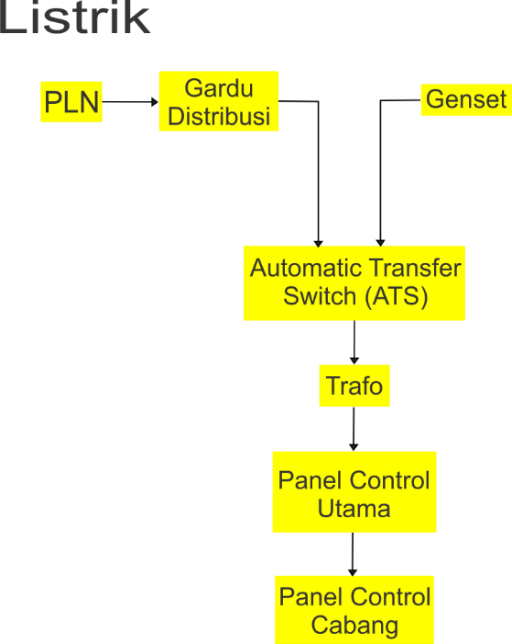 Listrik
PLN
Gardu
Distribusi
Genset
Automatic Transfer
Switch (ATS)
Trafo
Panel Control
Utama
Panel Control
Cabang